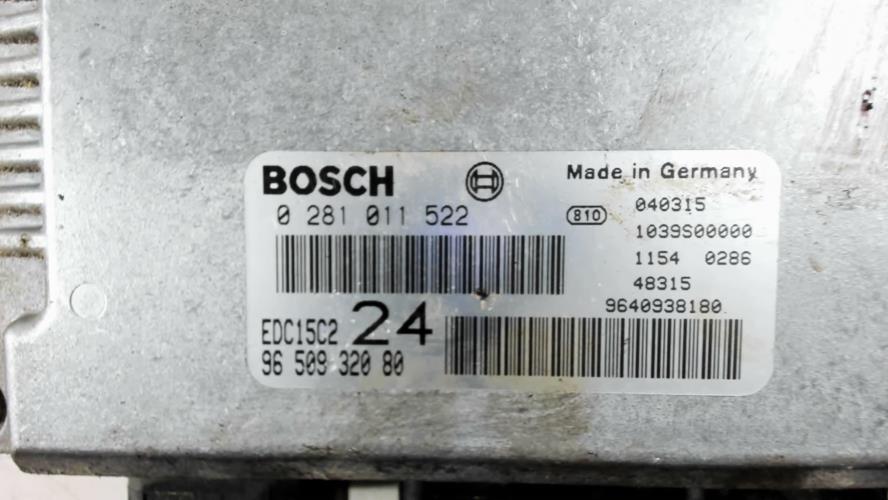 BOSCH
Made in Germany
0 281 011 522
810
040315
1039S00000
1154 0286
48315
9640938180
EDC15C2 24
96 509 320 80